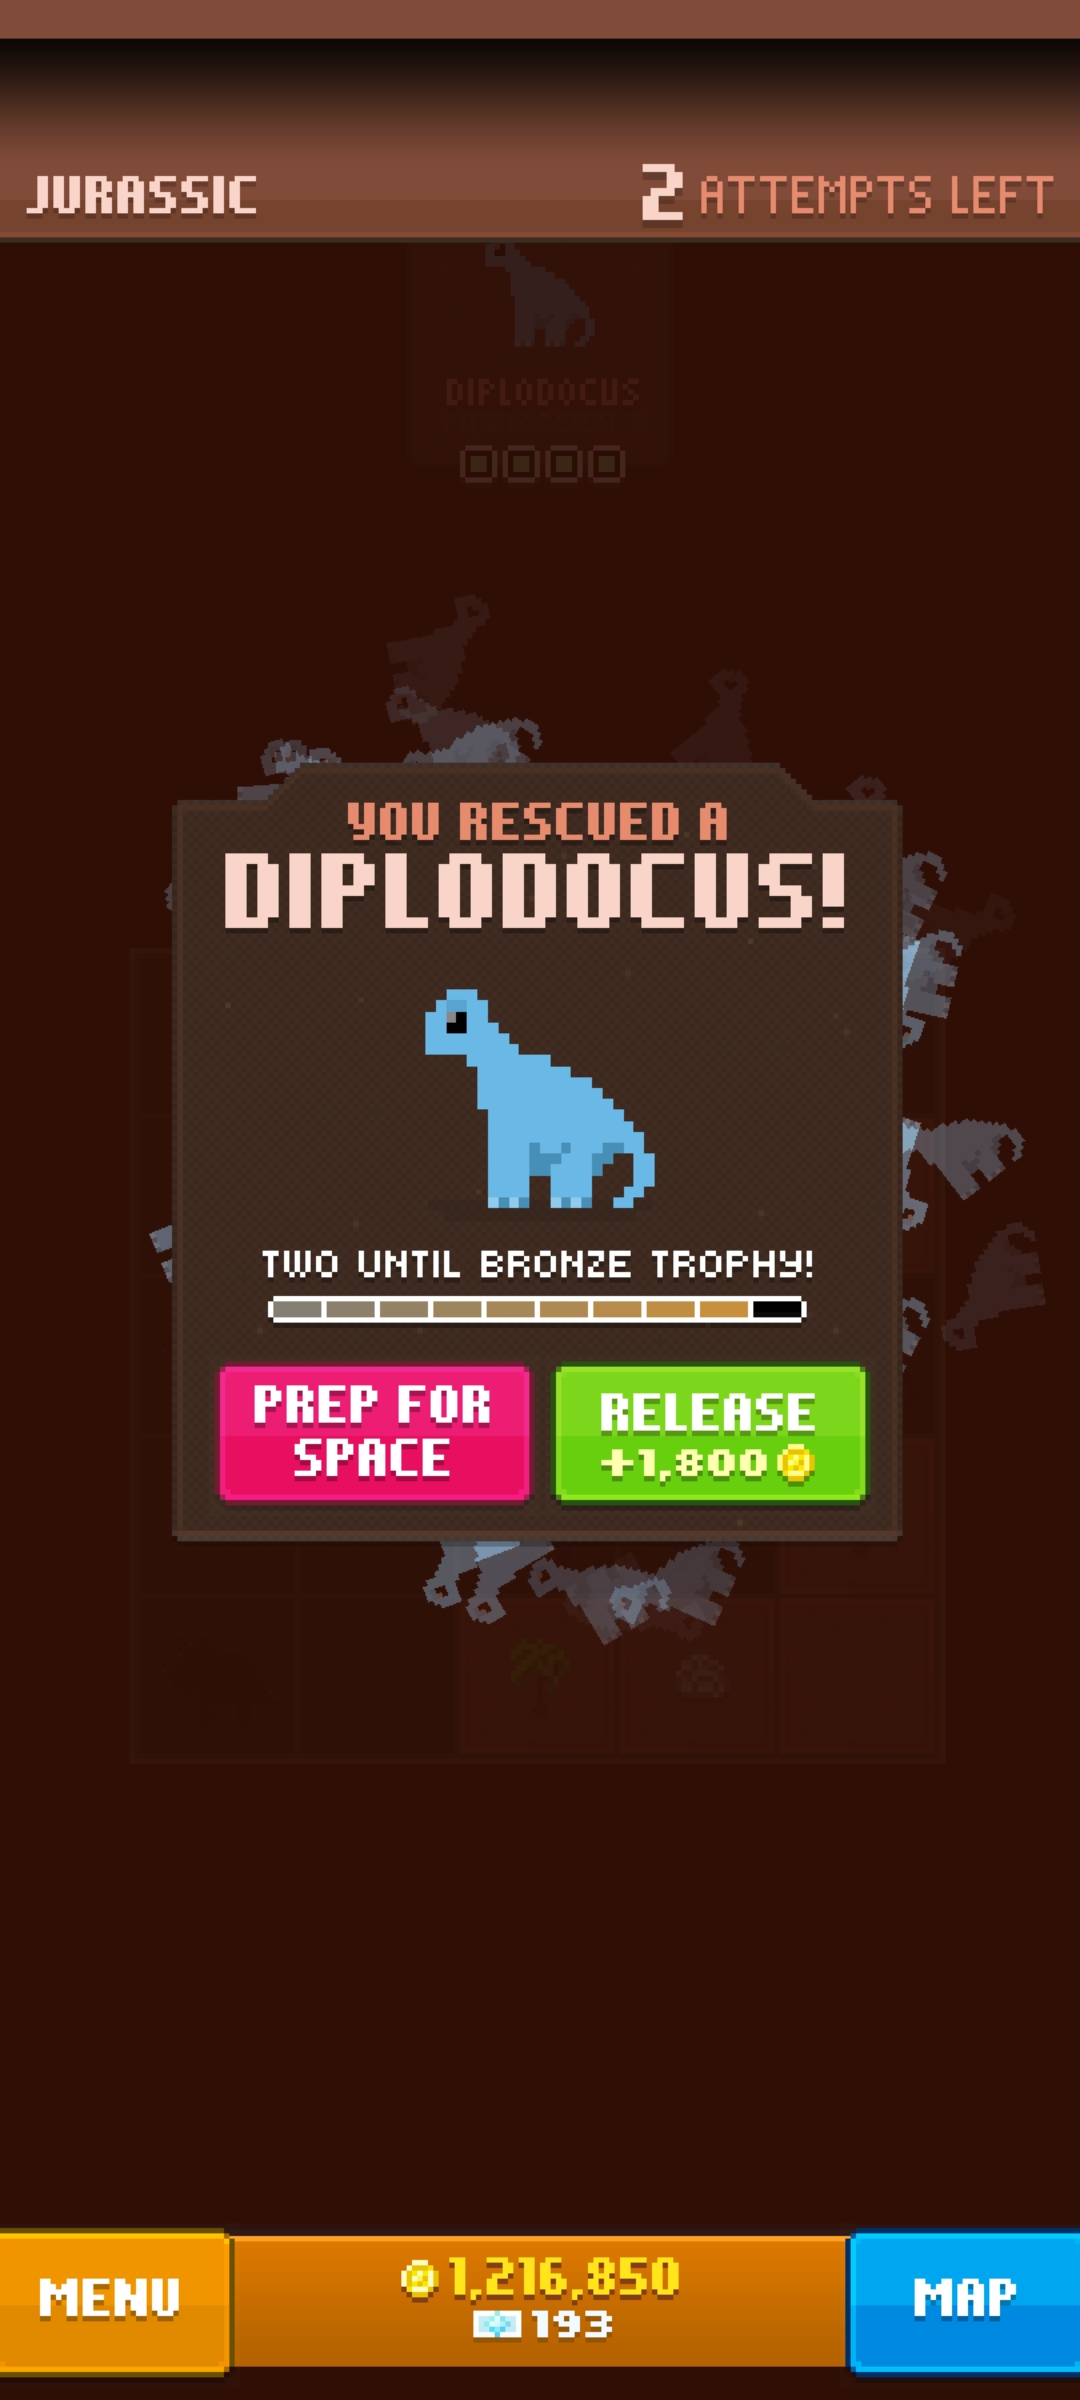 JURASSIC
2 ATTEMPTS LEFT
DIPLODOCUS
YOU RESCUED A
DIPLODOCUS!
TWO UNTIL BRONZE TROPHY!
PREP FOR
SPACE
RELEASE
+1,800
MENU
1,216,850
193
MAP